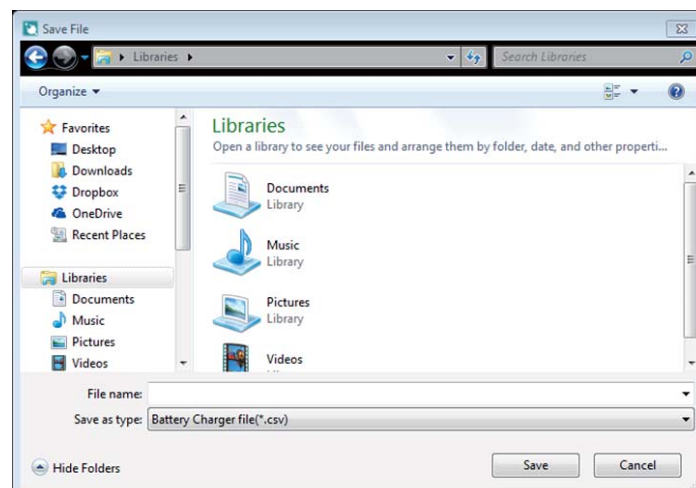 Save File
Libraries
Search Libraries
Organize
Favorites
Desktop
Downloads
Dropbox
OneDrive
Recent Places
Libraries
Documents
Music
Pictures
Videos
Libraries
Open a library to see your files and arrange them by folder, date, and other properti...
Documents
Library
Music
Library
Pictures
Library
Videos
File name:
Save as type: Battery Charger file(*.csv)
Hide Folders
Save
Cancel